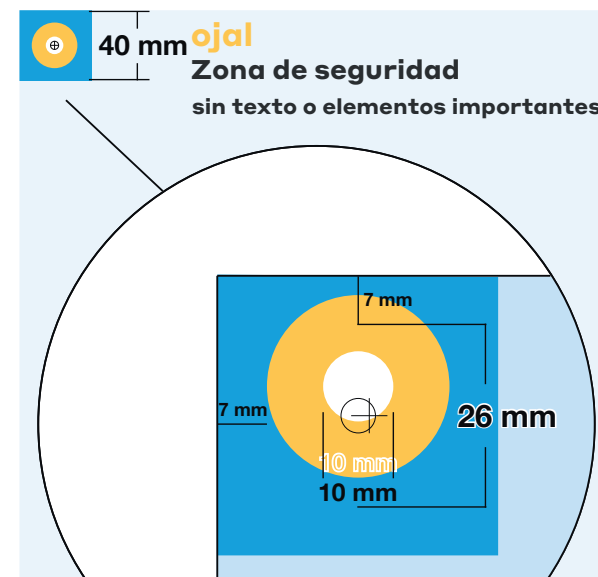 40 mm
ojal
Zona de seguridad
sin texto o elementos importantes
7 mm
7 mm
26 mm
10 mm
10 mm